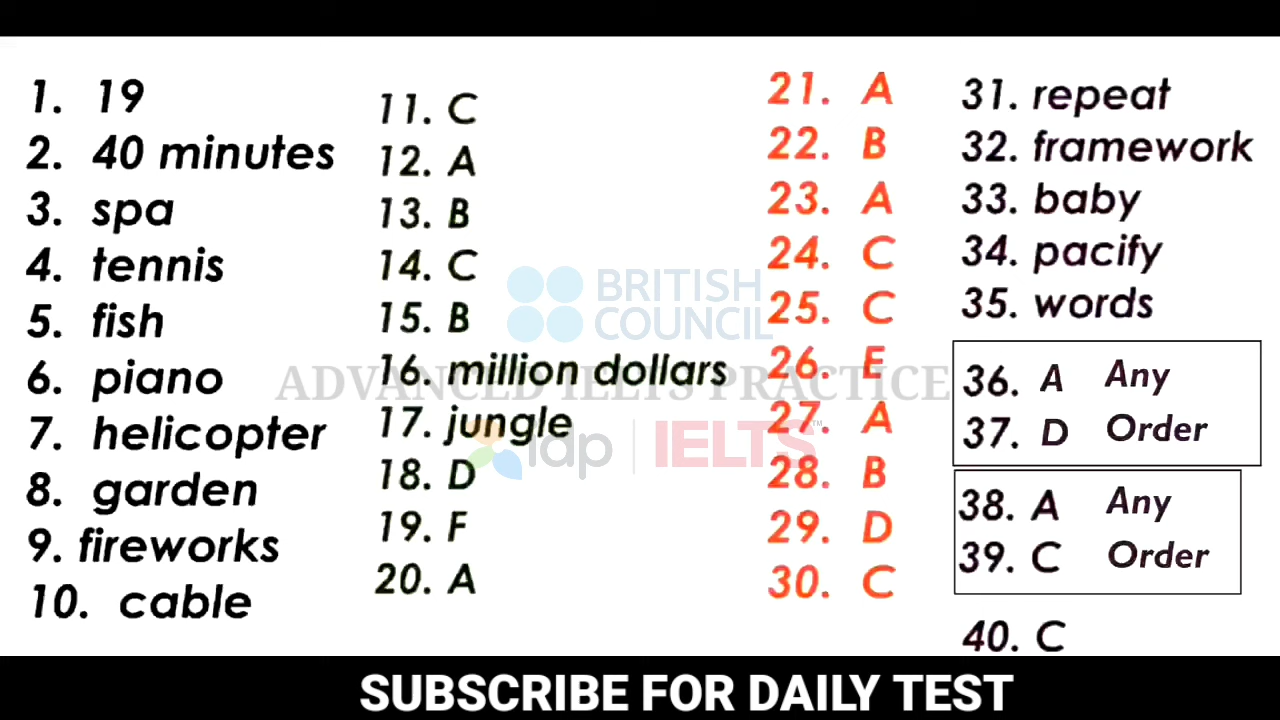 1. 19
2. 40 minutes
3. spa
4. tennis
5. fish
6. piano
7. helicopter
8. garden
9. fireworks
10. cable
11. C
12. A
13. B
14. C
15. B
16. million dollars
17. jungle
18. D
19. F
20. A
21. A
22. B
23. A
24. C
25. C
26. E
27. A
28. B
29. D
30. C
31. repeat
32. framework
33. baby
34. pacify
35. words
36. A Any
37. D Order
38. A Any
39. C Order
40. C
BRITISH
COUNCIL
ADVANCED IELTS PRACTICE
idp IELTS™
SUBSCRIBE FOR DAILY TEST